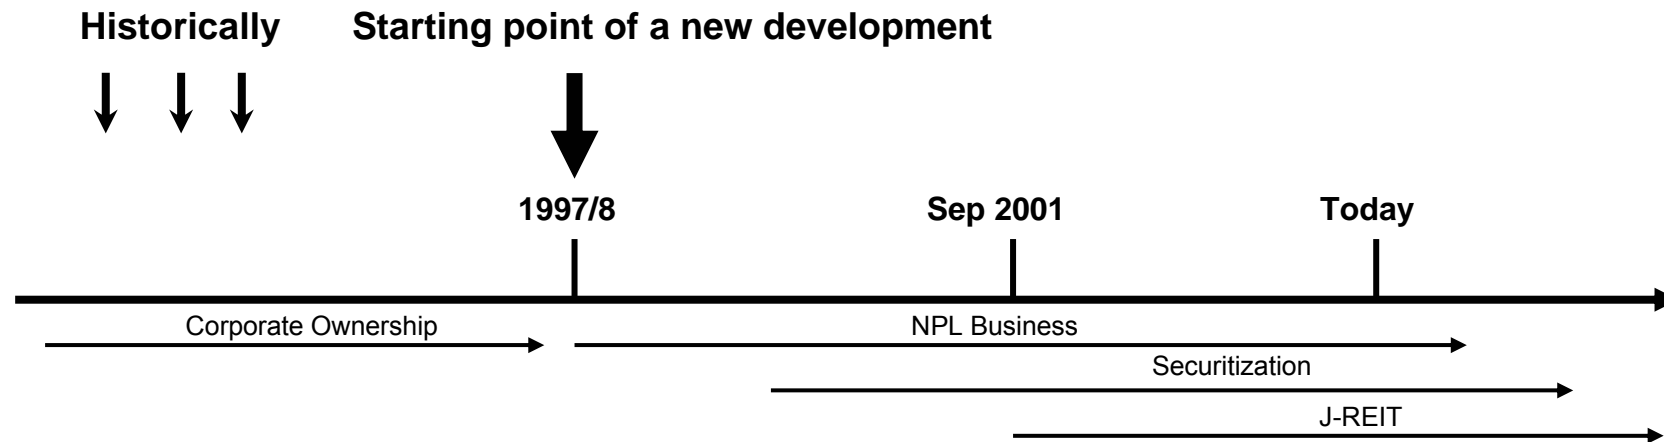 Historically
Starting point of a new development
1997/8
Sep 2001
Today
Corporate Ownership
NPL Business
Securitization
J-REIT